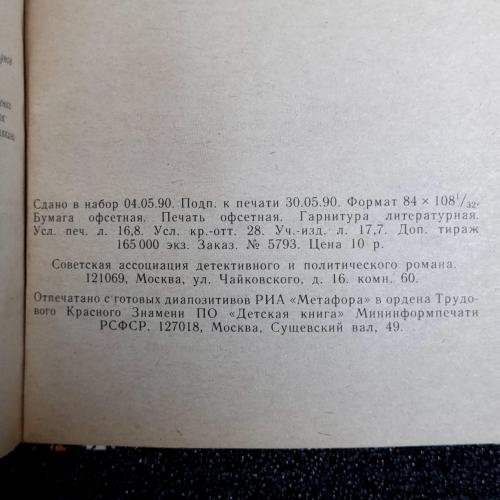 Сдано в набор 04.05.90. Подп. к печати 30.05.90. Формат 84 × 108 1/32.
Бумага офсетная. Печать офсетная. Гарнитура литературная.
Усл. печ. л. 16,8. Усл. кр.-отт. 28. Уч.-изд. л. 17,7. Доп. тираж
165 000 экз. Заказ. № 5793. Цена 10 р.
Советская ассоциация детективного и политического романа.
121069, Москва, ул. Чайковского, д. 16. комн. 60.
Отпечатано с готовых диапозитивов РИА «Метафора» в ордена Трудо-
вого Красного Знамени ПО «Детская книга» Мининформпечати
РСФСР. 127018, Москва, Сущевский вал, 49.